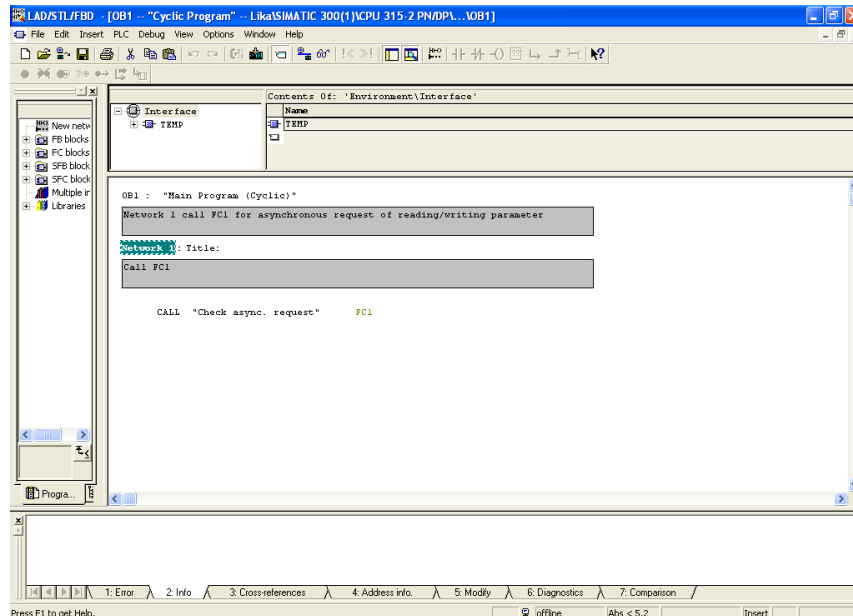 LAD/STL/FBD - [OB1 -- "Cyclic Program" -- Lika\SIMATIC 300(1)\CPU 315-2 PN/DP\...\OB1]
File Edit Insert PLC Debug View Options Window Help
Contents Of: 'Environment\Interface'
Interface
TEMP
Name
TEMP
New netw
FB blocks
FC blocks
SFB block
SFC block
Multiple in
Libraries
OB1 : "Main Program (Cyclic)"
Network 1 call FC1 for asynchronous request of reading/writing parameter
Network 1: Title:
Call FC1
CALL "Check async. request" FC1
Progra...
1: Error 2: Info 3: Cross-references 4: Address info. 5: Modify 6: Diagnostics 7: Comparison
Press F1 to get Help. offline Abs < 5.2 Insert